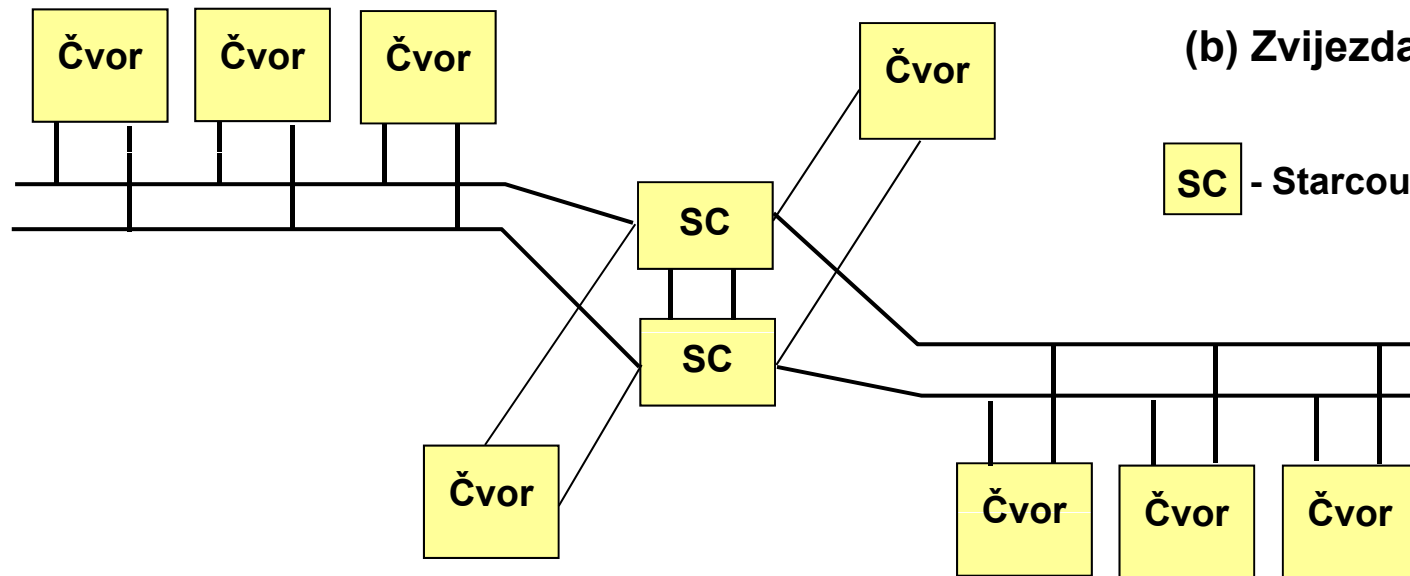 Čvor Čvor Čvor
Čvor
(b) Zvijezda
SC - Starcou
SC
SC
Čvor
Čvor Čvor Čvor